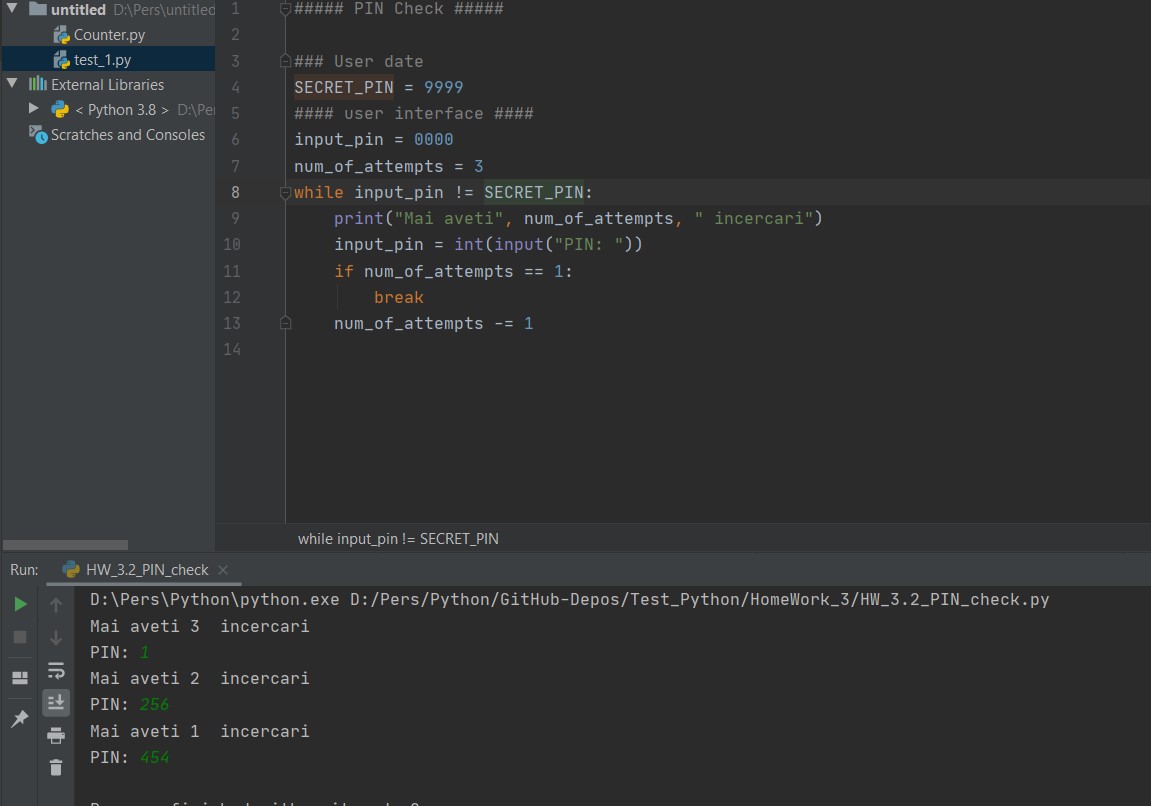 untitled D:\Pers\untitled
Counter.py
test_1.py
External Libraries
< Python 3.8 > D:\Per
Scratches and Consoles
1 ##### PIN Check #####
2
3 ### User date
4 SECRET_PIN = 9999
5 #### user interface ####
6 input_pin = 0000
7 num_of_attempts = 3
8 while input_pin != SECRET_PIN:
9 print("Mai aveti", num_of_attempts, " incercari")
10 input_pin = int(input("PIN: "))
11 if num_of_attempts == 1:
12 break
13 num_of_attempts -= 1
14
while input_pin != SECRET_PIN
Run: HW_3.2_PIN_check
D:\Pers\Python\python.exe D:/Pers/Python/GitHub-Depos/Test_Python/HomeWork_3/HW_3.2_PIN_check.py
Mai aveti 3  incercari
PIN: 1
Mai aveti 2  incercari
PIN: 256
Mai aveti 1  incercari
PIN: 454